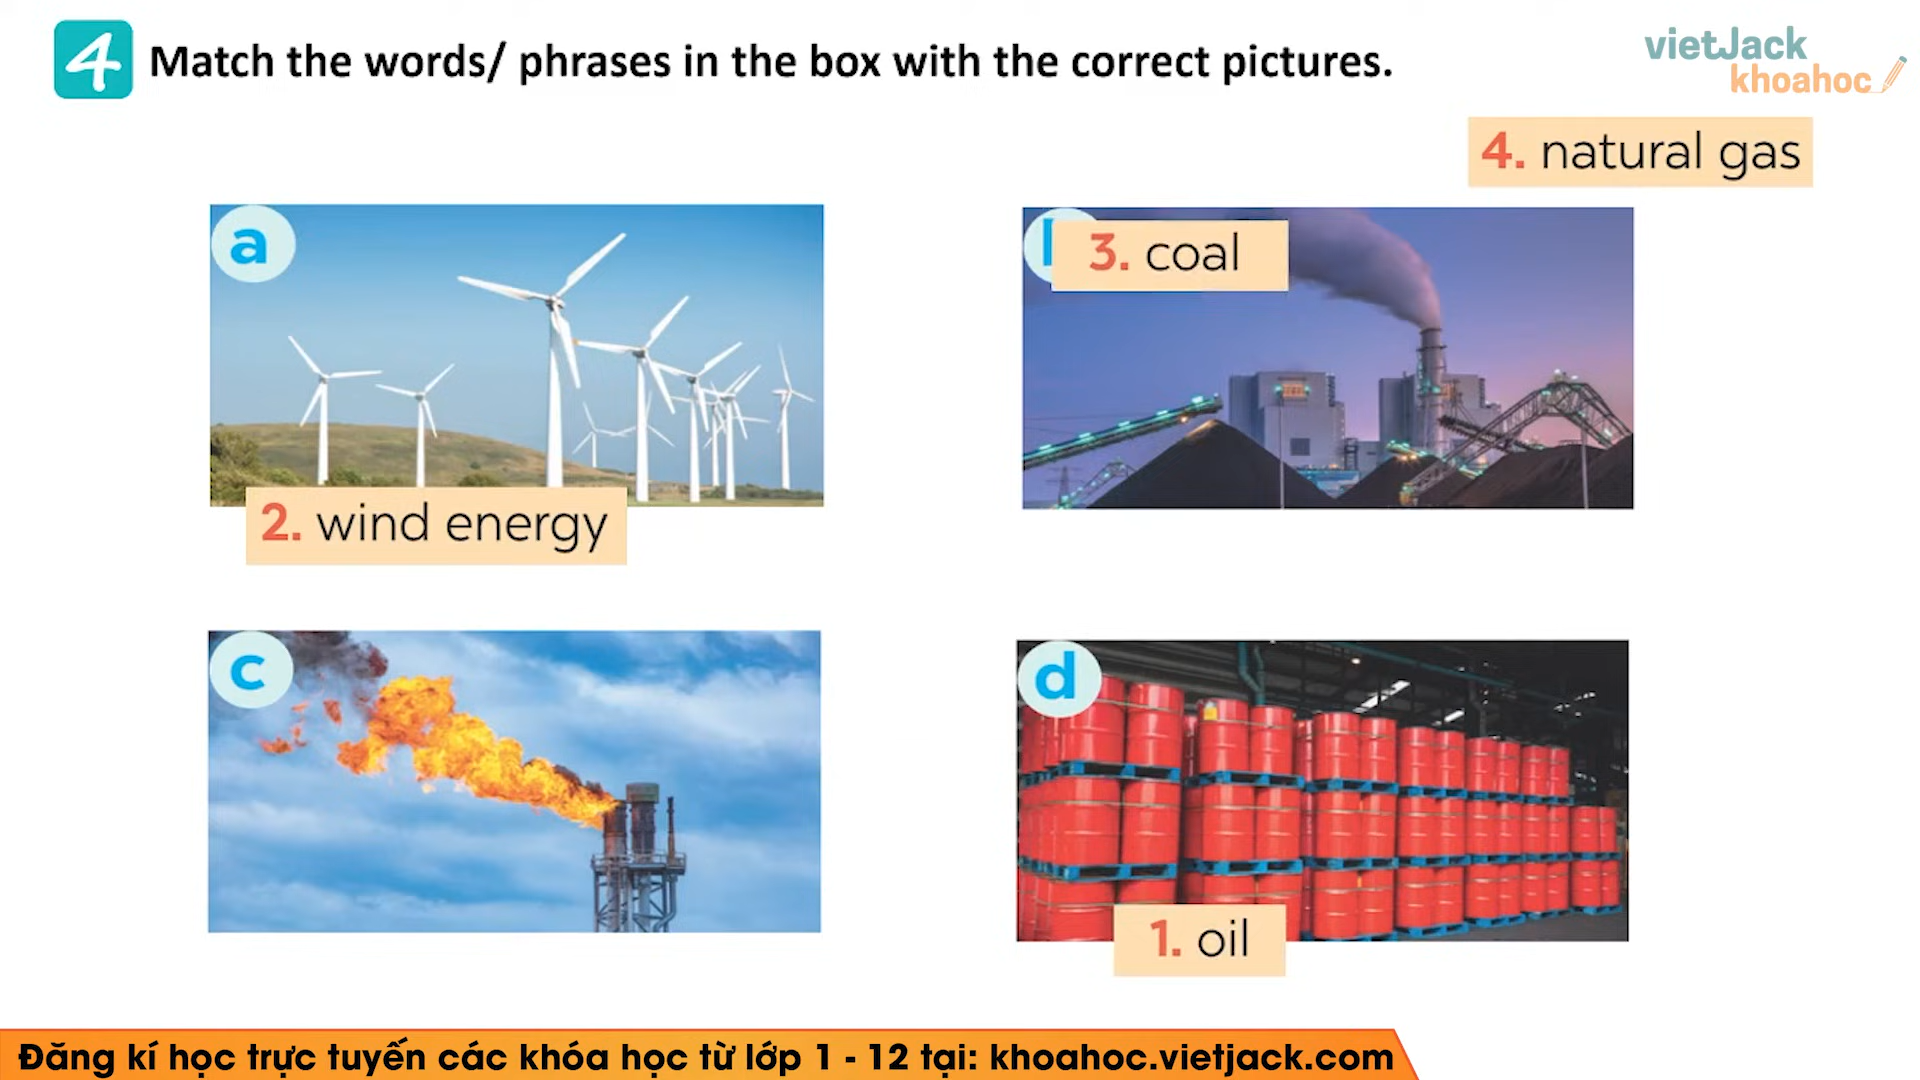 4 Match the words/ phrases in the box with the correct pictures.
vietJack
khoahoc
4. natural gas
a
3. coal
2. wind energy
c
d
1. oil
Đăng kí học trực tuyến các khóa học từ lớp 1 - 12 tại: khoahoc.vietjack.com